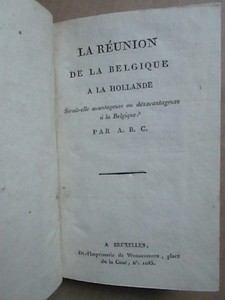 LA RÉUNION
DE LA BELGIQUE
A LA HOLLANDE
Serait-elle avantageuse ou désavantageuse
à la Belgique?
PAR A. B. C.
A BRUXELLES,
De l'Imprimerie de WEISSENBRUCH, place
de la Cour, n.º 1085.